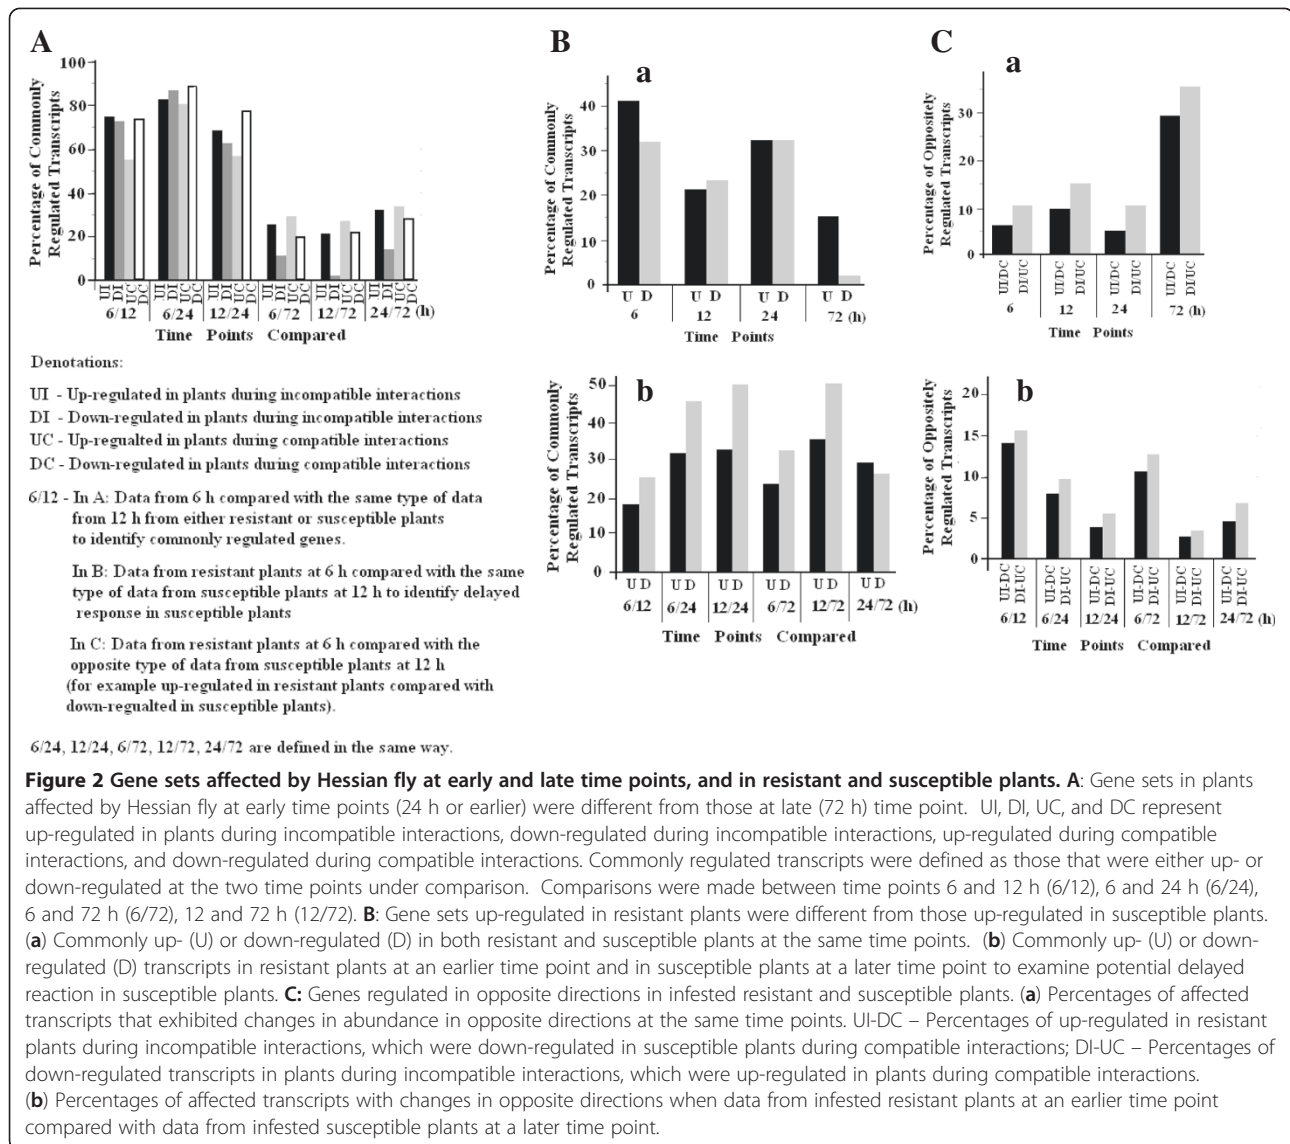 A
Percentage of Commonly
Regulated Transcripts
100
80
60
40
20
0
UI DI UC DC UI DI UC DC UI DI UC DC UI DI UC DC UI DI UC DC UI DI UC DC
6/12 6/24 12/24 6/72 12/72 24/72 (h)
Time Points Compared
Denotations:
UI - Up-regulated in plants during incompatible interactions
DI - Down-regulated in plants during incompatible interactions
UC - Up-regualted in plants during compatible interactions
DC - Down-regulated in plants during compatible interactions
6/12 - In A: Data from 6 h compared with the same type of data
from 12 h from either resistant or susceptible plants
to identify commonly regulated genes.
In B: Data from resistant plants at 6 h compared with the same
type of data from susceptible plants at 12 h to identify delayed
response in susceptible plants
In C: Data from resistant plants at 6 h compared with the
opposite type of data from susceptible plants at 12 h
(for example up-regulated in resistant plants compared with
down-regualted in susceptible plants).
6/24, 12/24, 6/72, 12/72, 24/72 are defined in the same way.
B
a
Percentage of Commonly
Regulated Transcripts
40
30
20
10
0
U D U D U D U D
6 12 24 72 (h)
Time Points
b
Percentage of Commonly
Regulated Transcripts
50
40
30
20
10
0
U D U D U D U D U D U D
6/12 6/24 12/24 6/72 12/72 24/72 (h)
Time Points Compared
C
a
Percentage of Oppositely
Regulated Transcripts
30
20
10
0
UI/DC DI/UC UI/DC DI/UC UI/DC DI/UC UI/DC DI/UC
6 12 24 72 (h)
Time Points
b
Percentage of Oppositely
Regulated Transcripts
20
15
10
5
0
UI-DC DI-UC UI-DC DI-UC UI-DC DI-UC UI-DC DI-UC UI-DC DI-UC UI-DC DI-UC
6/12 6/24 12/24 6/72 12/72 24/72 (h)
Time Points Compared
Figure 2 Gene sets affected by Hessian fly at early and late time points, and in resistant and susceptible plants. A: Gene sets in plants
affected by Hessian fly at early time points (24 h or earlier) were different from those at late (72 h) time point. UI, DI, UC, and DC represent
up-regulated in plants during incompatible interactions, down-regulated during incompatible interactions, up-regulated during compatible
interactions, and down-regulated during compatible interactions. Commonly regulated transcripts were defined as those that were either up- or
down-regulated at the two time points under comparison. Comparisons were made between time points 6 and 12 h (6/12), 6 and 24 h (6/24),
6 and 72 h (6/72), 12 and 72 h (12/72). B: Gene sets up-regulated in resistant plants were different from those up-regulated in susceptible plants.
(a) Commonly up- (U) or down-regulated (D) in both resistant and susceptible plants at the same time points. (b) Commonly up- (U) or down-
regulated (D) transcripts in resistant plants at an earlier time point and in susceptible plants at a later time point to examine potential delayed
reaction in susceptible plants. C: Genes regulated in opposite directions in infested resistant and susceptible plants. (a) Percentages of affected
transcripts that exhibited changes in abundance in opposite directions at the same time points. UI-DC – Percentages of up-regulated in resistant
plants during incompatible interactions, which were down-regulated in susceptible plants during compatible interactions; DI-UC – Percentages of
down-regulated transcripts in plants during incompatible interactions, which were up-regulated in plants during compatible interactions.
(b) Percentages of affected transcripts with changes in opposite directions when data from infested resistant plants at an earlier time point
compared with data from infested susceptible plants at a later time point.